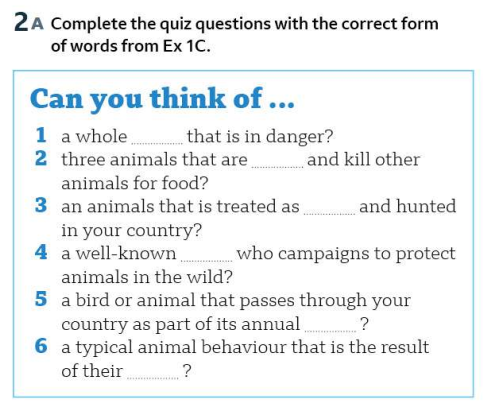 2 A Complete the quiz questions with the correct form
of words from Ex 1C.
Can you think of ...
1 a whole ............ that is in danger?
2 three animals that are ............ and kill other
animals for food?
3 an animals that is treated as ............ and hunted
in your country?
4 a well-known ............ who campaigns to protect
animals in the wild?
5 a bird or animal that passes through your
country as part of its annual ............ ?
6 a typical animal behaviour that is the result
of their ............ ?